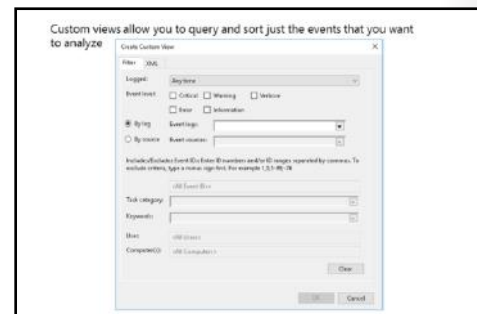 Custom views allow you to query and sort just the events that you want
to analyze
Create Custom View
Filter XML
Logged: Any time
Event level: Critical Warning Verbose
Error Information
By log Event logs:
By source Event sources:
Includes/Excludes Event IDs: Enter ID numbers and/or ID ranges separated by commas. To
exclude criteria, type a minus sign first. For example 1,3,5-99,-76
<All Event IDs>
Task category:
Keywords:
User: <All Users>
Computer(s): <All Computers>
Clear
OK Cancel